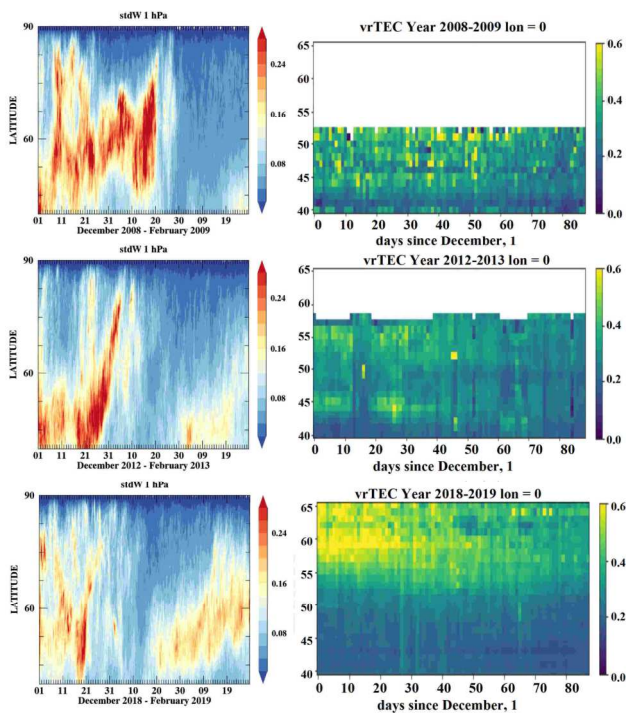 stdW 1 hPa
LATITUDE
90
60
01 11 21 31 10 20 30 09 19
December 2008 - February 2009
0.24
0.16
0.08
vrTEC Year 2008-2009 lon = 0
65
60
55
50
45
40
0 10 20 30 40 50 60 70 80
days since December, 1
0.6
0.4
0.2
0.0
stdW 1 hPa
LATITUDE
90
60
01 11 21 31 10 20 30 09 19
December 2012 - February 2013
0.24
0.16
0.08
vrTEC Year 2012-2013 lon = 0
65
60
55
50
45
40
0 10 20 30 40 50 60 70 80
days since December, 1
0.6
0.4
0.2
0.0
stdW 1 hPa
LATITUDE
90
60
01 11 21 31 10 20 30 09 19
December 2018 - February 2019
0.24
0.16
0.08
vrTEC Year 2018-2019 lon = 0
65
60
55
50
45
40
0 10 20 30 40 50 60 70 80
days since December, 1
0.6
0.4
0.2
0.0